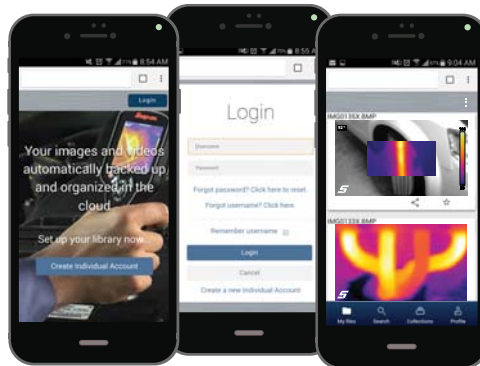 8:54 AM
Login
Your images and videos
automatically backed up
and organized in the
cloud
Set up your library now...
Create Individual Account
8:55 A
Login
Username
Password
Forgot password? Click here to reset.
Forgot username? Click here
Remember username
Login
Cancel
Create a new Individual Account
9:04 AM
IMG0135X.BMP
IMG0133X.BMP
My files
Search
Collections
Profile